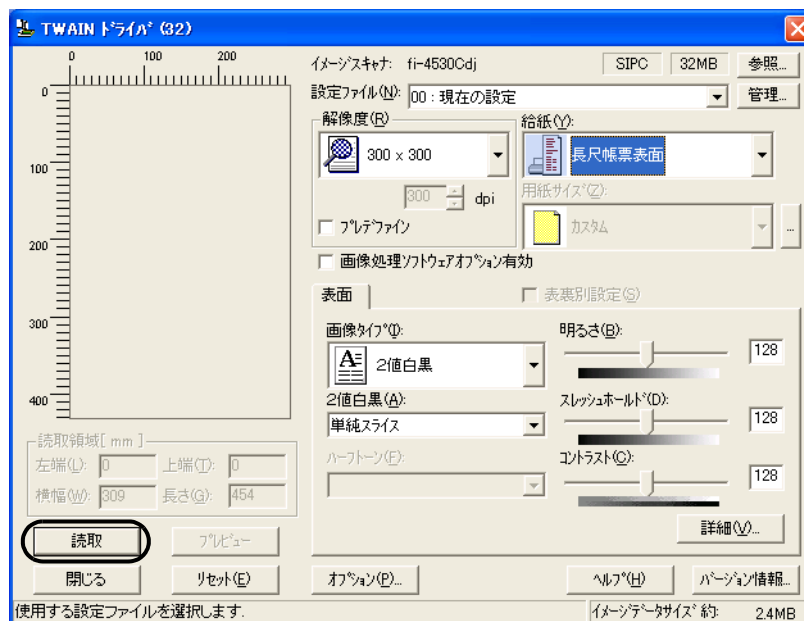 TWAIN ﾄﾞﾗｲﾊﾞ (32)
0 100 200
0
100
200
300
400
ｲﾒｰｼﾞｽｷｬﾅ: fi-4530Cdj SIPC 32MB 参照...
設定ﾌｧｲﾙ(N): 00 : 現在の設定 管理...
解像度(R)
300 × 300
300 dpi
ﾌﾟﾚﾃﾞﾌｧｲﾝ
給紙(Y):
長尺帳票表面
用紙ｻｲｽﾞ(Z):
ｶｽﾀﾑ ...
画像処理ｿﾌﾄｳｪｱｵﾌﾟｼｮﾝ有効
表面 表裏別設定(S)
画像ﾀｲﾌﾟ(I):
2値白黒
2値白黒(A):
単純ｽﾗｲｽ
ﾊｰﾌﾄｰﾝ(F):
明るさ(B):
128
ｽﾚｯｼｭﾎｰﾙﾄﾞ(D):
128
ｺﾝﾄﾗｽﾄ(C):
128
詳細(V)...
読取領域[ mm ]
左端(L): 0 上端(T): 0
横幅(W): 309 長さ(G): 454
読取 ﾌﾟﾚﾋﾞｭｰ
閉じる ﾘｾｯﾄ(E) ｵﾌﾟｼｮﾝ(P)... ﾍﾙﾌﾟ(H) ﾊﾞｰｼﾞｮﾝ情報...
使用する設定ファイルを選択します. ｲﾒｰｼﾞﾃﾞｰﾀｻｲｽﾞ 約: 2.4MB